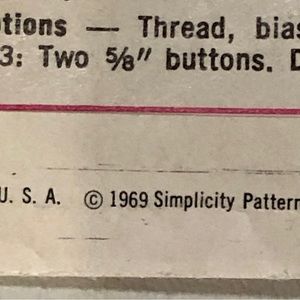 tions — Thread, bias
3: Two 5/8" buttons. D
U. S. A. © 1969 Simplicity Pattern